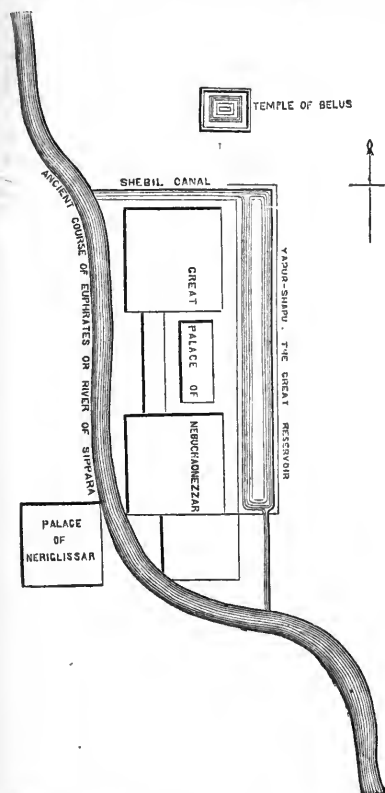 TEMPLE OF BELUS
SHEBIL CANAL
ANCIENT COURSE OF EUPHRATES OR RIVER OF SIPPARA
YAPUR-SHAPU. THE GREAT RESERVOIR
GREAT
PALACE OF
NEBUCHADNEZZAR
PALACE
OF
NERIGLISSAR